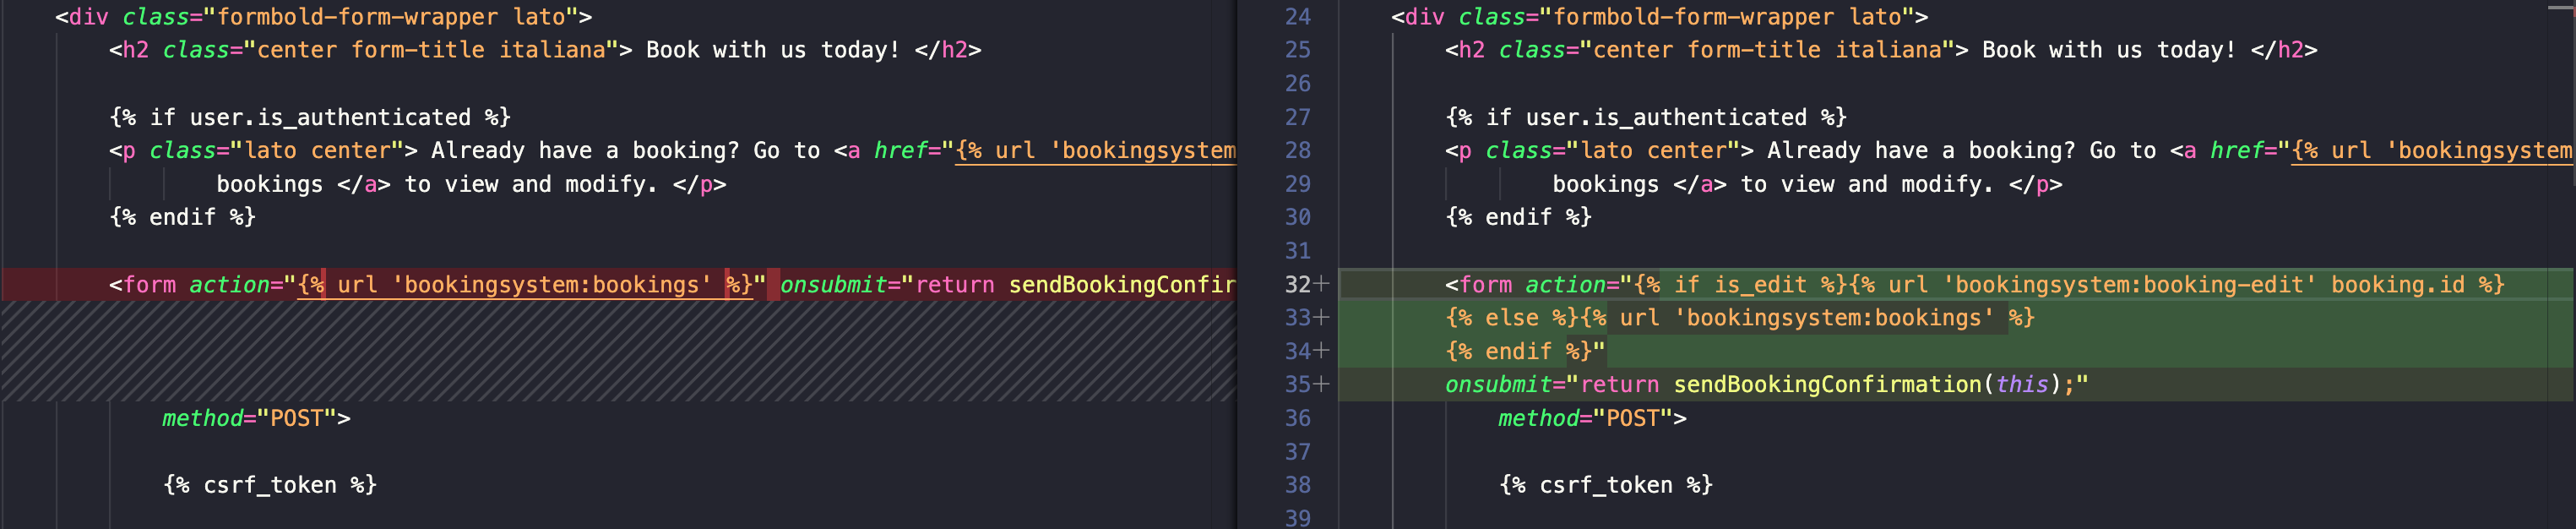 <div class="formbold-form-wrapper lato">
<h2 class="center form-title italiana"> Book with us today! </h2>
{% if user.is_authenticated %}
<p class="lato center"> Already have a booking? Go to <a href="{% url 'bookingsystem
bookings </a> to view and modify. </p>
{% endif %}
<form action="{% url 'bookingsystem:bookings' %}" onsubmit="return sendBookingConfir
method="POST">
{% csrf_token %}
24 <div class="formbold-form-wrapper lato">
25 <h2 class="center form-title italiana"> Book with us today! </h2>
26
27 {% if user.is_authenticated %}
28 <p class="lato center"> Already have a booking? Go to <a href="{% url 'bookingsystem
29 bookings </a> to view and modify. </p>
30 {% endif %}
31
32+ <form action="{% if is_edit %}{% url 'bookingsystem:booking-edit' booking.id %}
33+ {% else %}{% url 'bookingsystem:bookings' %}
34+ {% endif %}"
35+ onsubmit="return sendBookingConfirmation(this);"
36 method="POST">
37
38 {% csrf_token %}
39